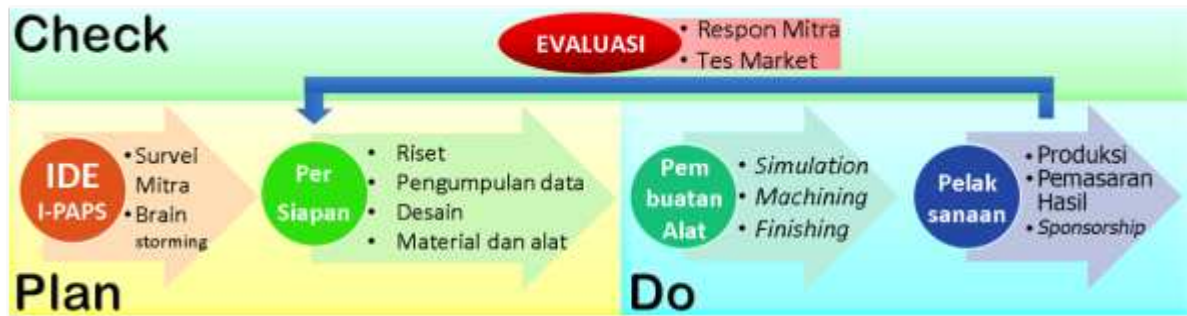 Check
EVALUASI
• Respon Mitra
• Tes Market
IDE
I-PAPS
• Survei
Mitra
• Brain
storming
Per
Siapan
• Riset
• Pengumpulan data
• Desain
• Material dan alat
Plan
Pem
buatan
Alat
• Simulation
• Machining
• Finishing
Pelak
sanaan
• Produksi
• Pemasaran
Hasil
• Sponsorship
Do